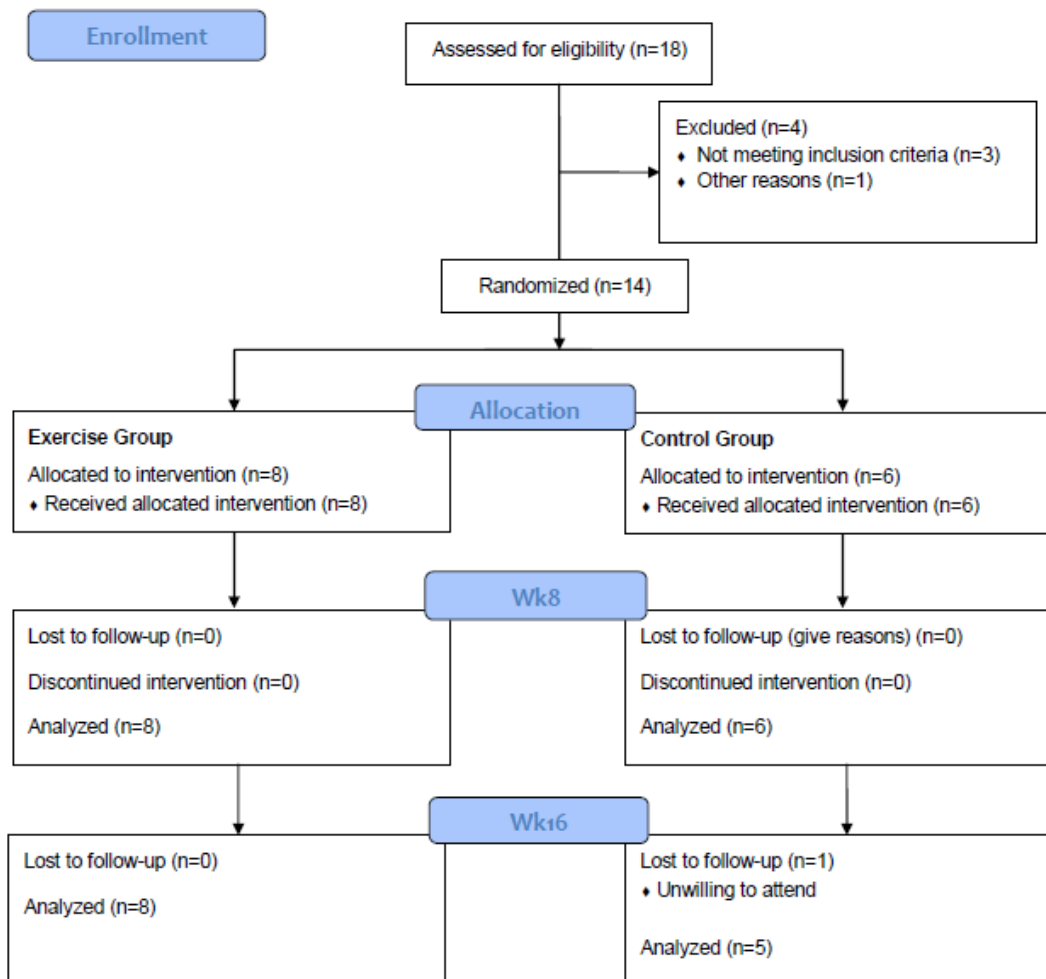 Enrollment
Assessed for eligibility (n=18)
Excluded (n=4)
♦ Not meeting inclusion criteria (n=3)
♦ Other reasons (n=1)
Randomized (n=14)
Allocation
Exercise Group
Allocated to intervention (n=8)
♦ Received allocated intervention (n=8)
Control Group
Allocated to intervention (n=6)
♦ Received allocated intervention (n=6)
Wk8
Lost to follow-up (n=0)
Discontinued intervention (n=0)
Analyzed (n=8)
Lost to follow-up (give reasons) (n=0)
Discontinued intervention (n=0)
Analyzed (n=6)
Wk16
Lost to follow-up (n=0)
Analyzed (n=8)
Lost to follow-up (n=1)
♦ Unwilling to attend
Analyzed (n=5)